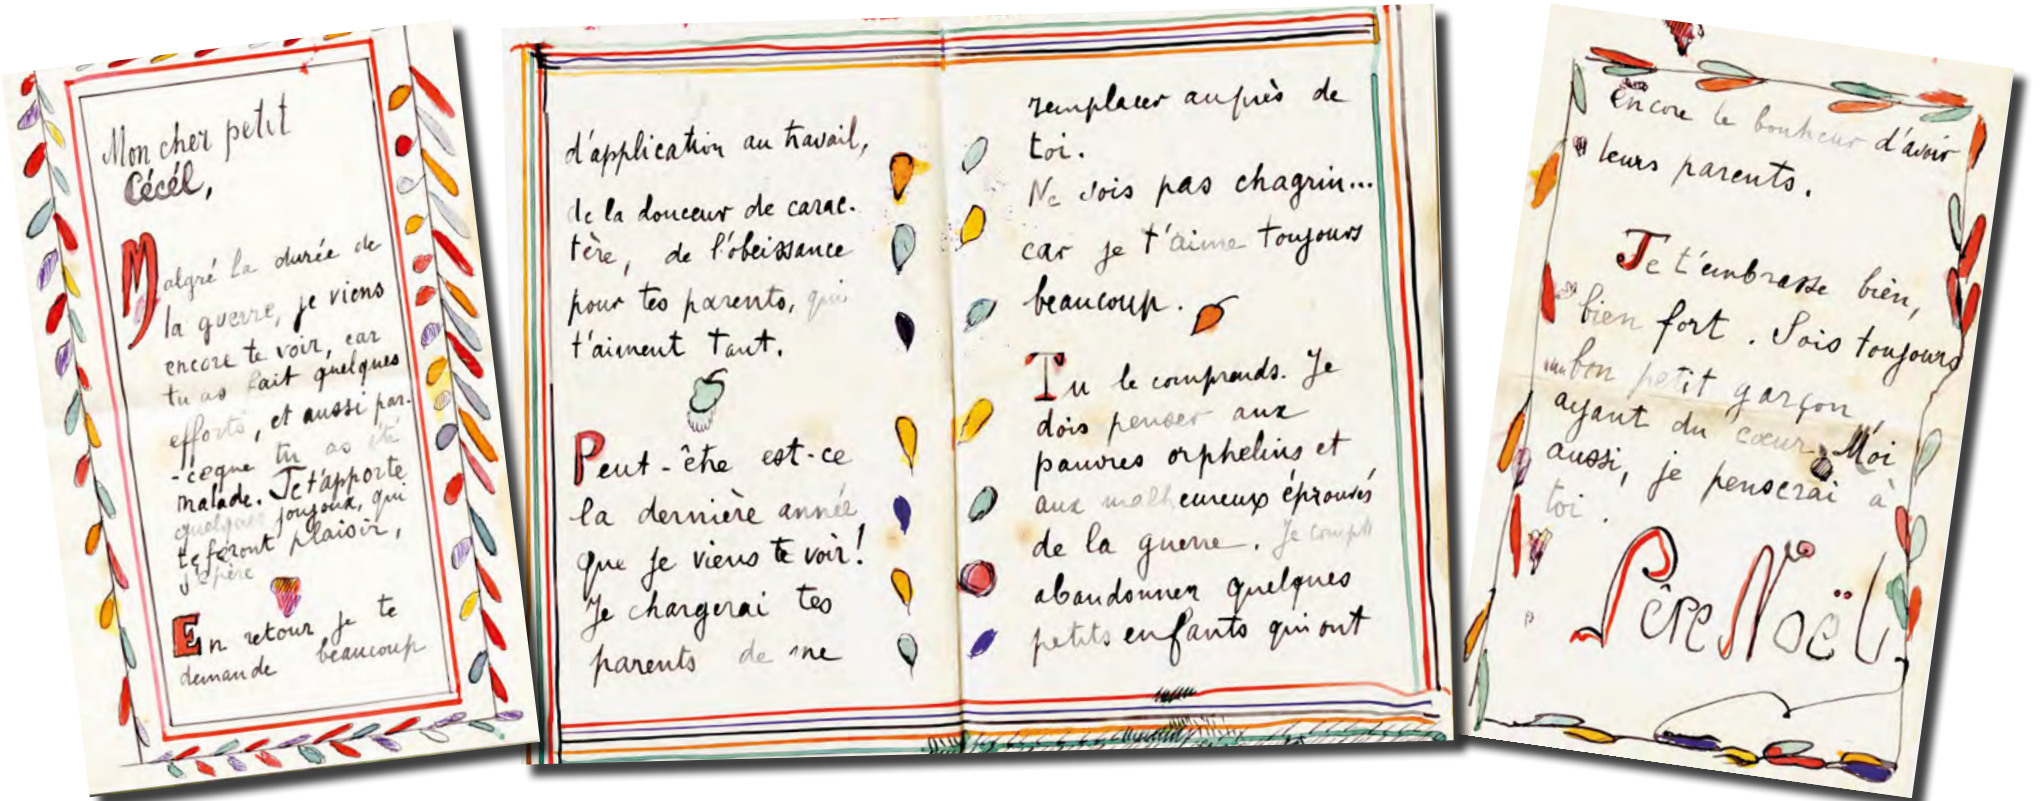 Mon cher petit
Cécél,
Malgré la durée de
la guerre, je viens
encore te voir, car
tu as fait quelques
efforts, et aussi par-
-ceque tu as été
malade. Je t'apporte
quelques joujoux, qui
te feront plaisir,
j'espère
En retour je te
demande beaucoup
d'application au travail,
de la douceur de carac-
tère, de l'obéissance
pour tes parents, qui
t'aiment tant.
Peut-être est-ce
la dernière année
que je viens te voir!
Je chargerai tes
parents de me
remplacer auprès de
toi.
Ne sois pas chagrin...
car je t'aime toujours
beaucoup.
Tu le comprends. Je
dois penser aux
pauvres orphelins et
aux malheureux éprouvés
de la guerre. Je compte
abandonner quelques
petits enfants qui ont
encore le bonheur d'avoir
leurs parents.
Je t'embrasse bien,
bien fort. Sois toujours
un bon petit garçon,
ayant du cœur. Moi
aussi, je penserai à
toi.
Père Noël.